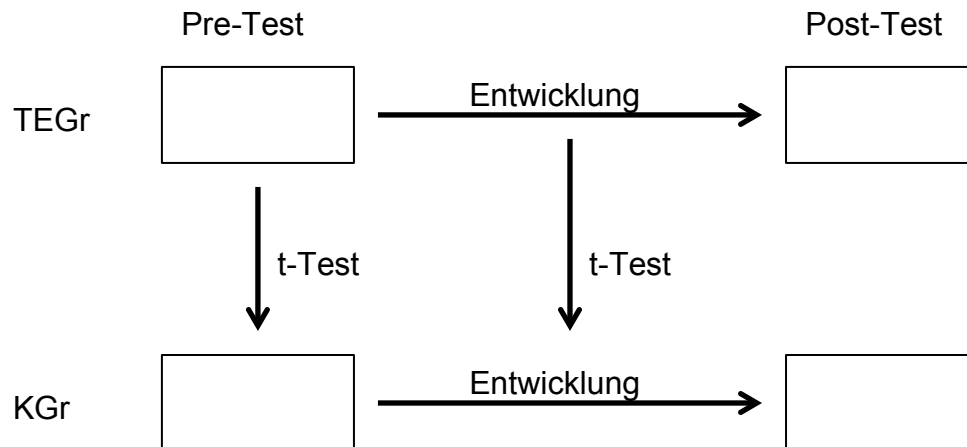 Pre-Test
Post-Test
TEGr
Entwicklung
t-Test
t-Test
KGr
Entwicklung